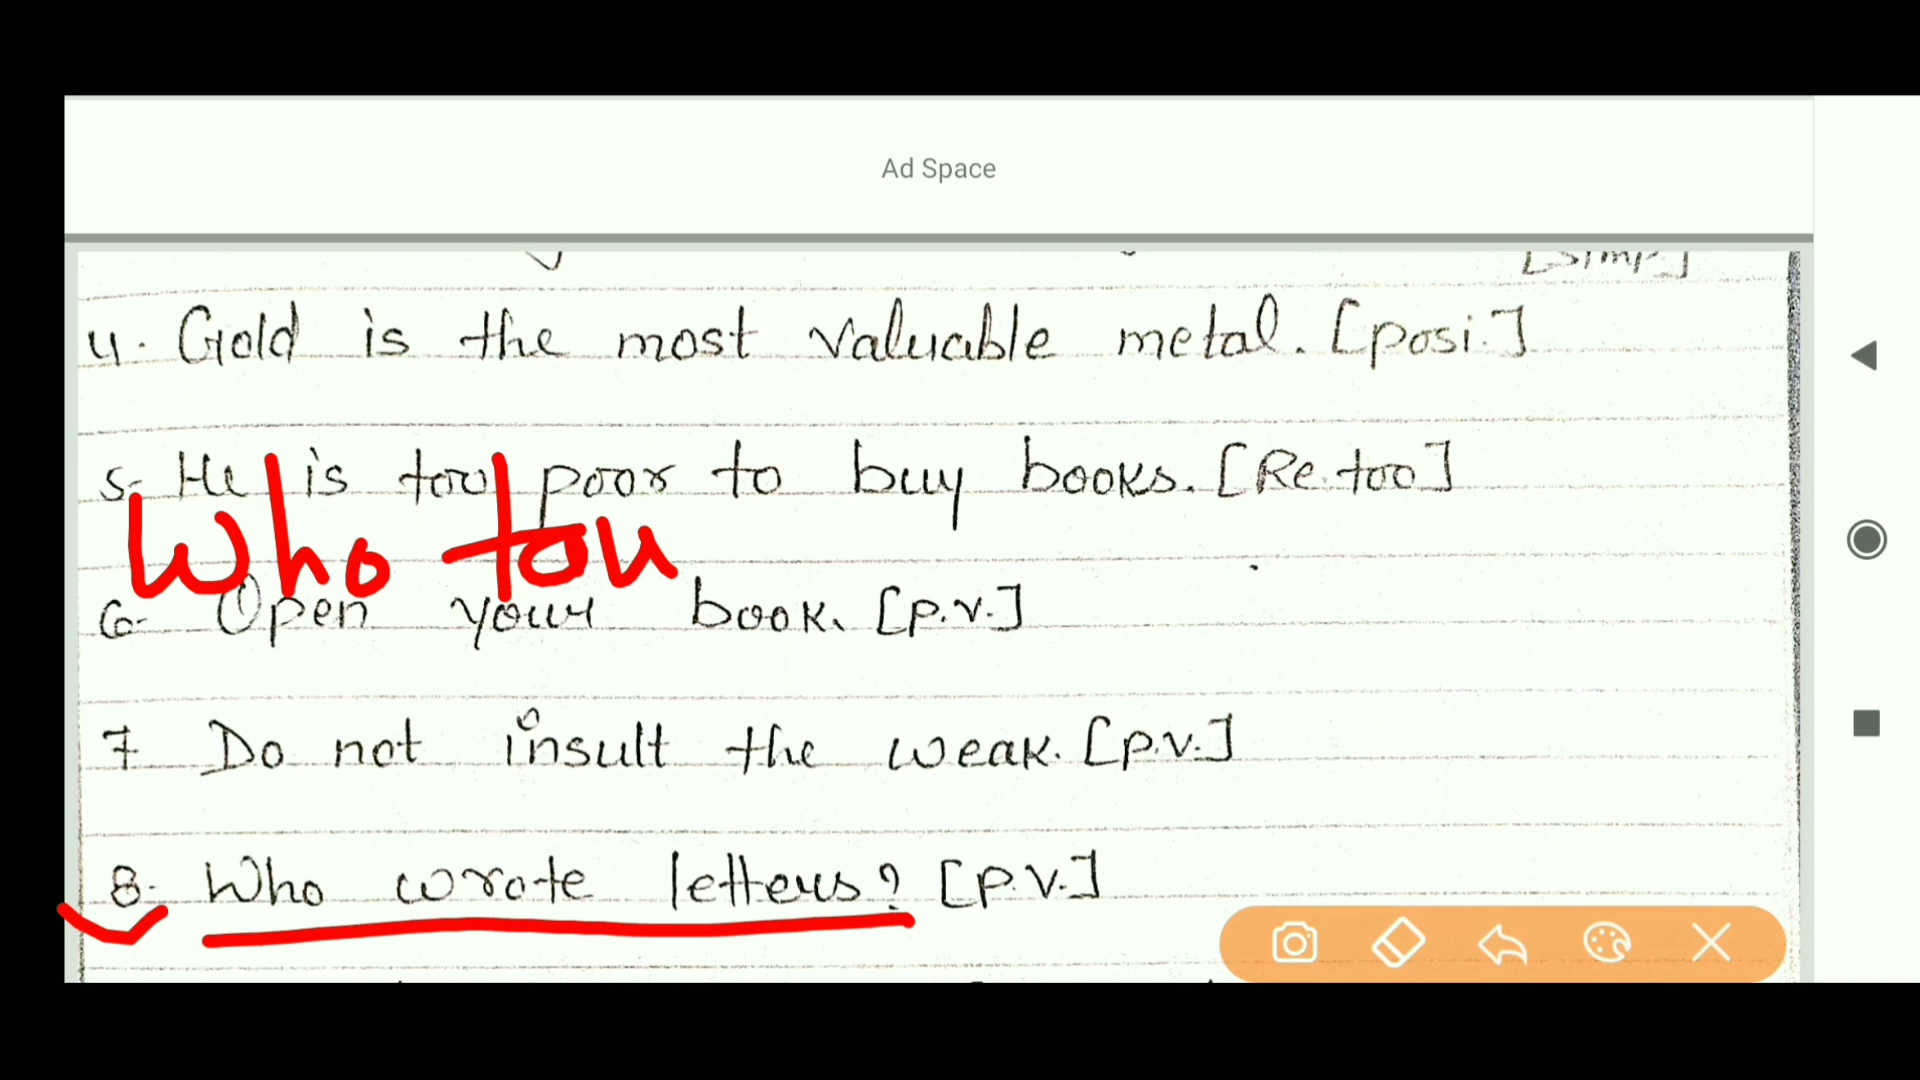 Ad Space
[Simp.]
4. Gold is the most valuable metal. [posi.]
5. He is too poor to buy books. [Re. too]
Who tou
6. Open your book. [p.v.]
7 Do not insult the weak. [p.v.]
8. Who wrote letters? [p.v.]